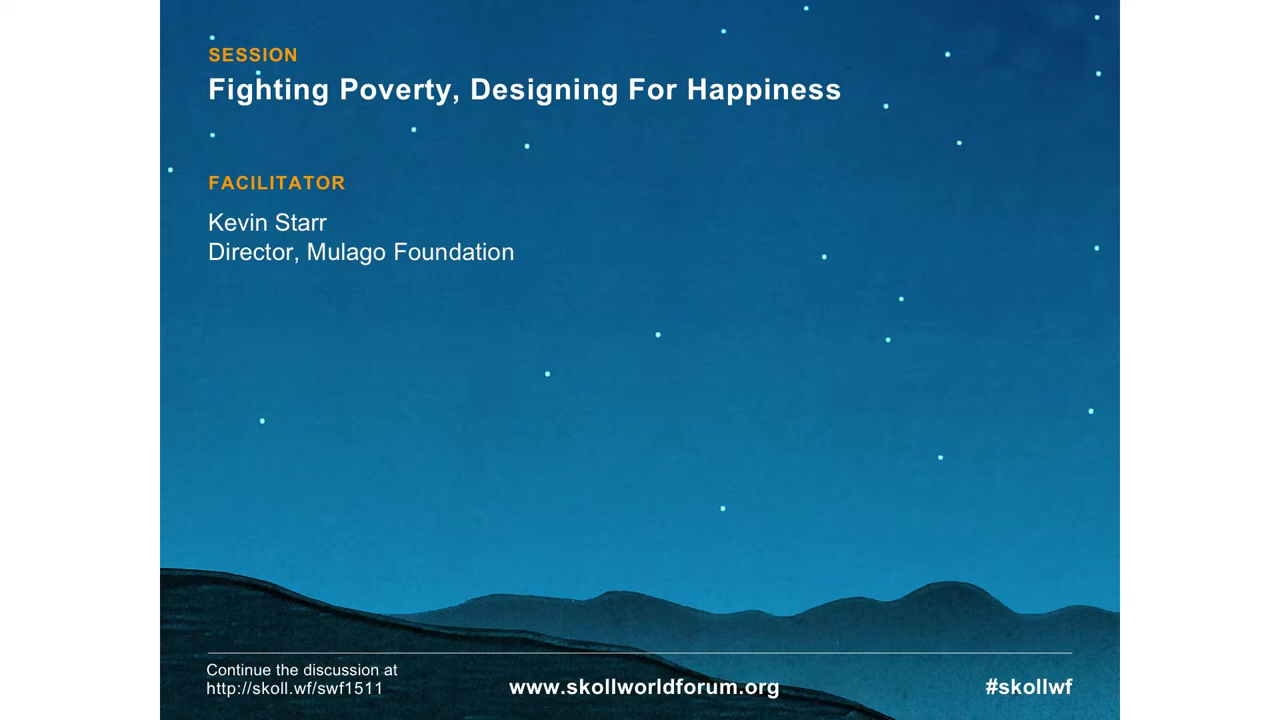 SESSION
Fighting Poverty, Designing For Happiness
FACILITATOR
Kevin Starr
Director, Mulago Foundation
Continue the discussion at
http://skoll.wf/swf1511
www.skollworldforum.org
#skollwf